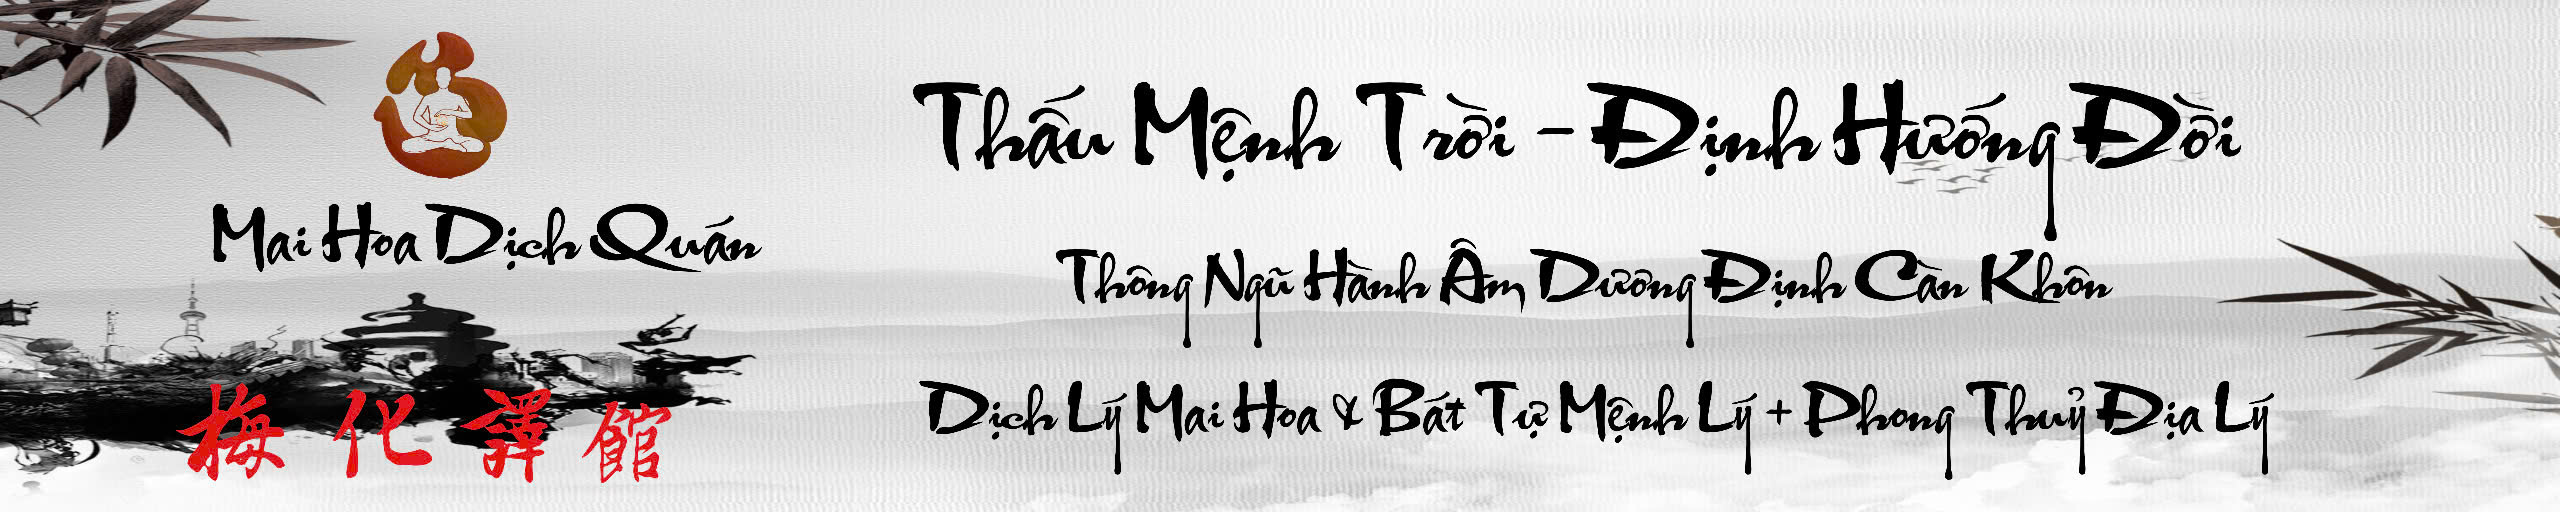 Mai Hoa Dịch Quán
梅化譯館
Thấu Mệnh Trời - Định Hướng Đời
Thông Ngũ Hành Âm Dương Định Càn Khôn
Dịch Lý Mai Hoa & Bát Tự Mệnh Lý + Phong Thuỷ Địa Lý